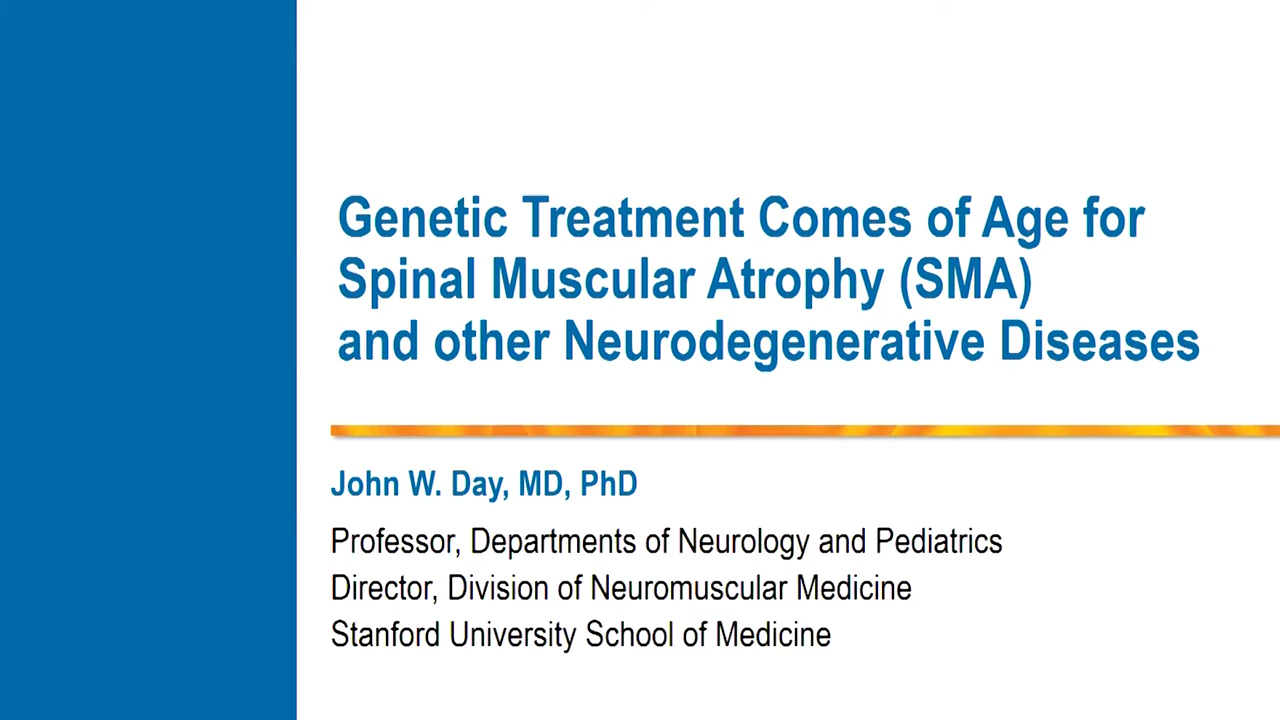 Genetic Treatment Comes of Age for
Spinal Muscular Atrophy (SMA)
and other Neurodegenerative Diseases
John W. Day, MD, PhD
Professor, Departments of Neurology and Pediatrics
Director, Division of Neuromuscular Medicine
Stanford University School of Medicine